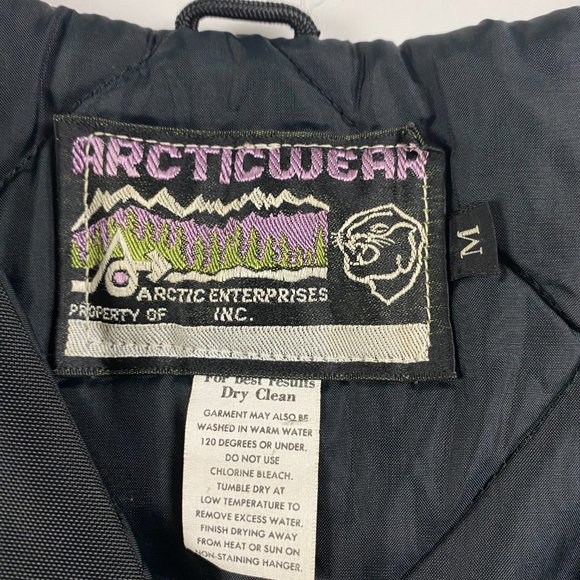 ARCTICWEAR
ARCTIC ENTERPRISES
PROPERTY OF INC.
M
For Best results
Dry Clean
GARMENT MAY ALSO BE
WASHED IN WARM WATER
120 DEGREES OR UNDER.
DO NOT USE
CHLORINE BLEACH.
TUMBLE DRY AT
LOW TEMPERATURE TO
REMOVE EXCESS WATER.
FINISH DRYING AWAY
FROM HEAT OR SUN ON
NON-STAINING HANGER.